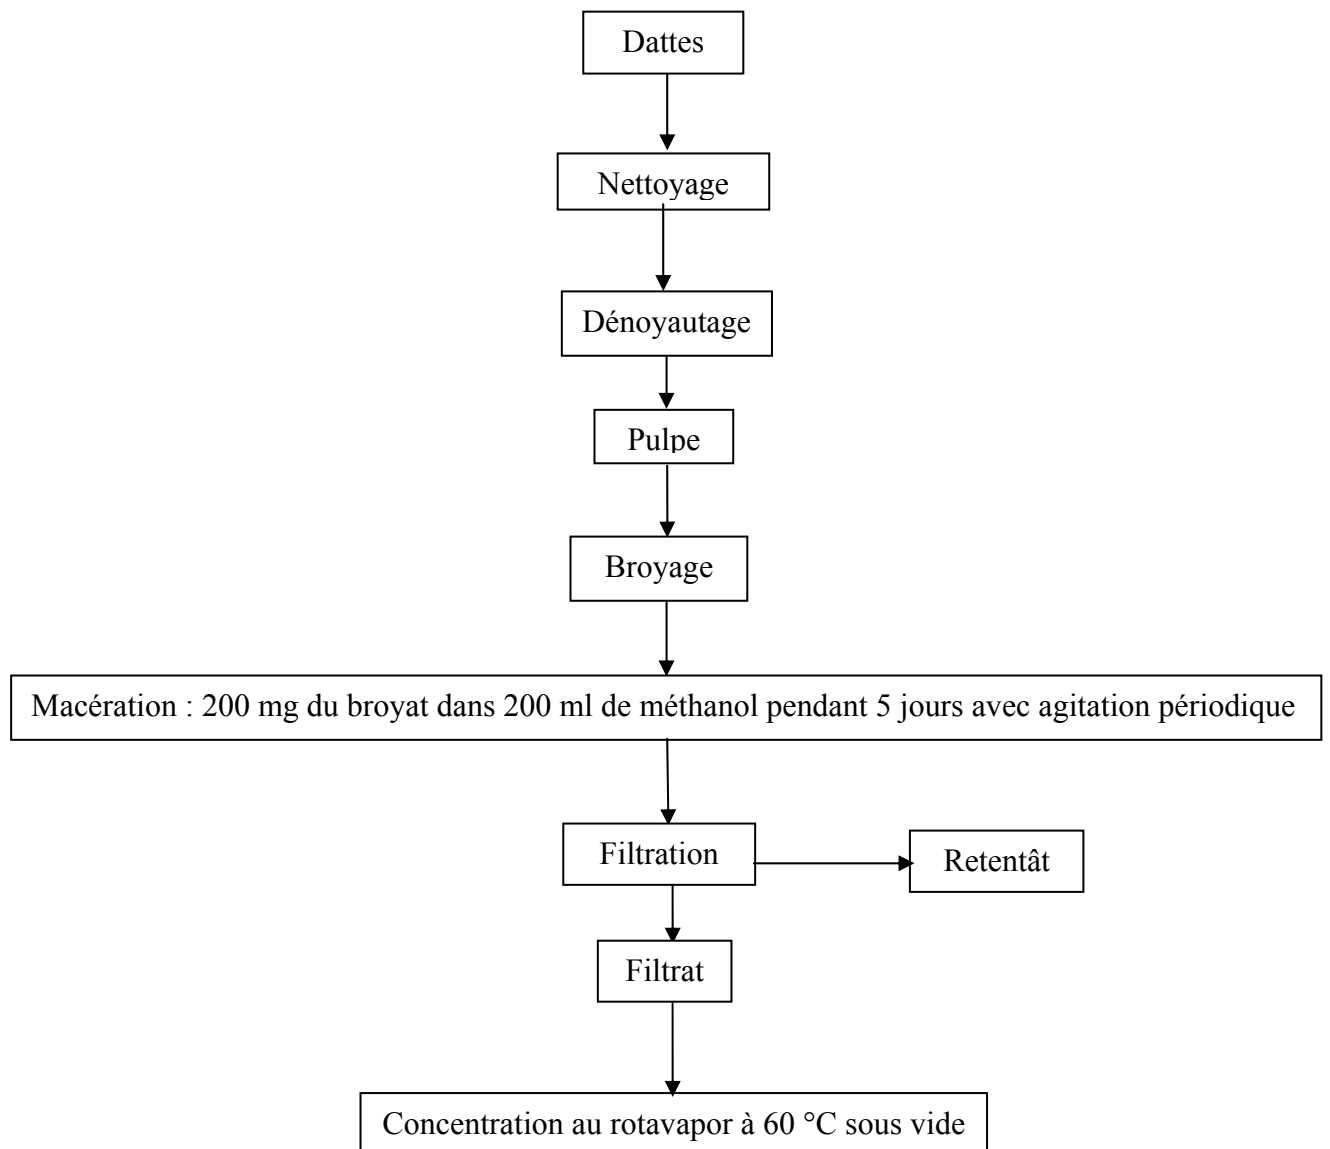 Dattes
Nettoyage
Dénoyautage
Pulpe
Broyage
Macération : 200 mg du broyat dans 200 ml de méthanol pendant 5 jours avec agitation périodique
Filtration
Retentât
Filtrat
Concentration au rotavapor à 60 °C sous vide